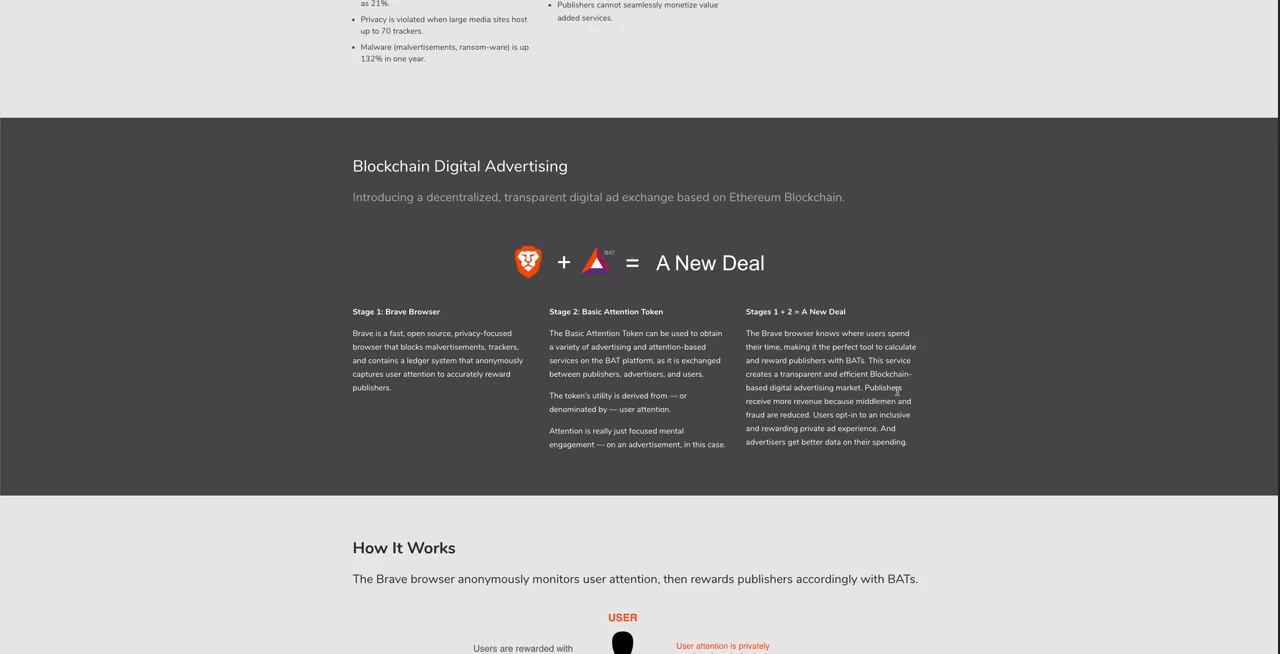 as 21%.
• Privacy is violated when large media sites host
up to 70 trackers.
• Malware (malvertisements, ransom-ware) is up
132% in one year.
• Publishers cannot seamlessly monetize value
added services.
Blockchain Digital Advertising
Introducing a decentralized, transparent digital ad exchange based on Ethereum Blockchain.
+ BAT = A New Deal
Stage 1: Brave Browser
Brave is a fast, open source, privacy-focused
browser that blocks malvertisements, trackers,
and contains a ledger system that anonymously
captures user attention to accurately reward
publishers.
Stage 2: Basic Attention Token
The Basic Attention Token can be used to obtain
a variety of advertising and attention-based
services on the BAT platform, as it is exchanged
between publishers, advertisers, and users.
The token's utility is derived from — or
denominated by — user attention.
Attention is really just focused mental
engagement — on an advertisement, in this case.
Stages 1 + 2 = A New Deal
The Brave browser knows where users spend
their time, making it the perfect tool to calculate
and reward publishers with BATs. This service
creates a transparent and efficient Blockchain-
based digital advertising market. Publishers
receive more revenue because middlemen and
fraud are reduced. Users opt-in to an inclusive
and rewarding private ad experience. And
advertisers get better data on their spending.
How It Works
The Brave browser anonymously monitors user attention, then rewards publishers accordingly with BATs.
USER
Users are rewarded with
User attention is privately